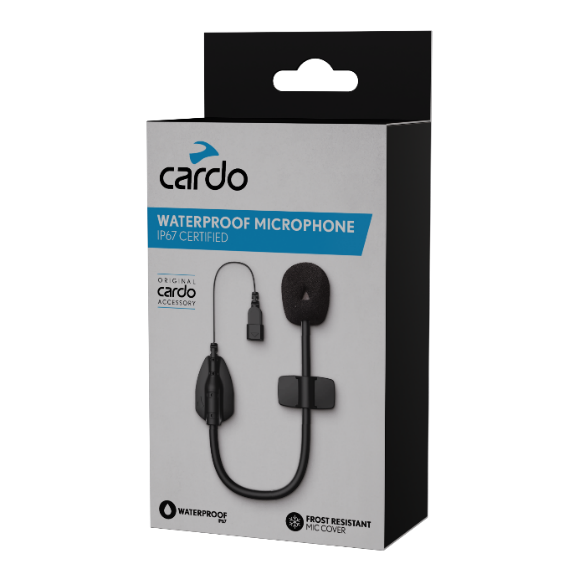 cardo
WATERPROOF MICROPHONE
IP67 CERTIFIED
ORIGINAL
cardo
ACCESSORY
WATERPROOF
IP67
FROST RESISTANT
MIC COVER